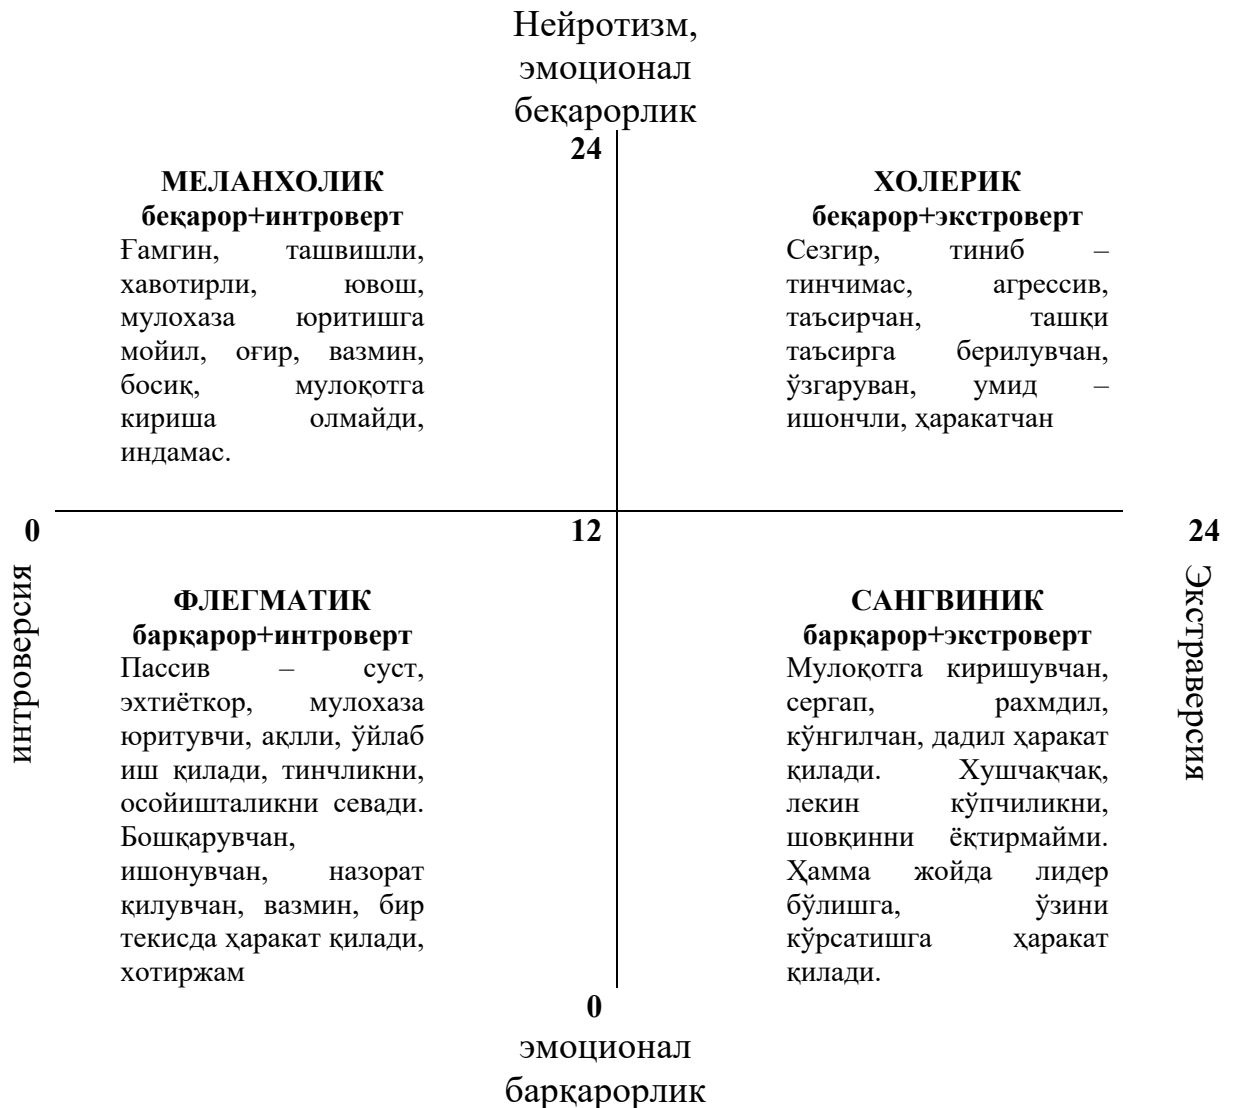 Нейротизм,
эмоционал
беқарорлик
24
МЕЛАНХОЛИК
беқарор+интроверт
Ғамгин, ташвишли,
хавотирли, ювош,
мулохаза юритишга
мойил, оғир, вазмин,
босиқ, мулоқотга
кириша олмайди,
индамас.
ХОЛЕРИК
беқарор+экстроверт
Сезгир, тиниб –
тинчимас, агрессив,
таъсирчан, ташқи
таъсирга берилувчан,
ўзгаруван, умид –
ишончли, ҳаракатчан
0
12
24
интроверсия
Экстраверсия
ФЛЕГМАТИК
барқарор+интроверт
Пассив – суст,
эхтиёткор, мулохаза
юритувчи, ақлли, ўйлаб
иш қилади, тинчликни,
осойишталикни севади.
Бошқарувчан,
ишонувчан, назорат
қилувчан, вазмин, бир
текисда ҳаракат қилади,
хотиржам
САНГВИНИК
барқарор+экстроверт
Мулоқотга киришувчан,
сергап, рахмдил,
кўнгилчан, дадил ҳаракат
қилади. Хушчақчақ,
лекин кўпчиликни,
шовқинни ёқтирмайми.
Ҳамма жойда лидер
бўлишга, ўзини
кўрсатишга ҳаракат
қилади.
0
эмоционал
барқарорлик